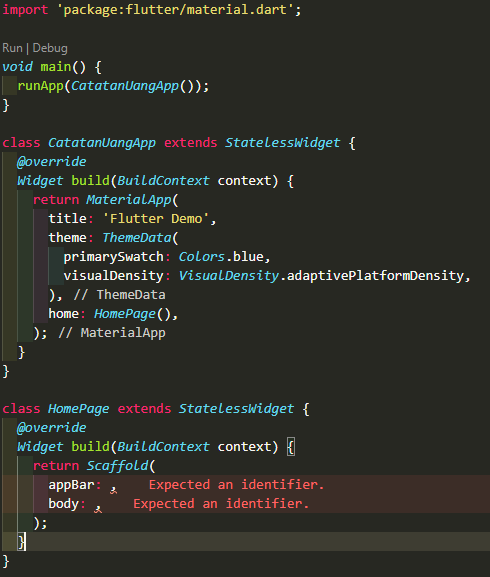 import 'package:flutter/material.dart';
Run | Debug
void main() {
  runApp(CatatanUangApp());
}
class CatatanUangApp extends StatelessWidget {
  @override
  Widget build(BuildContext context) {
    return MaterialApp(
      title: 'Flutter Demo',
      theme: ThemeData(
        primarySwatch: Colors.blue,
        visualDensity: VisualDensity.adaptivePlatformDensity,
      ), // ThemeData
      home: HomePage(),
    ); // MaterialApp
  }
}
class HomePage extends StatelessWidget {
  @override
  Widget build(BuildContext context) {
    return Scaffold(
      appBar: ,    Expected an identifier.
      body: ,    Expected an identifier.
    );
  }
}